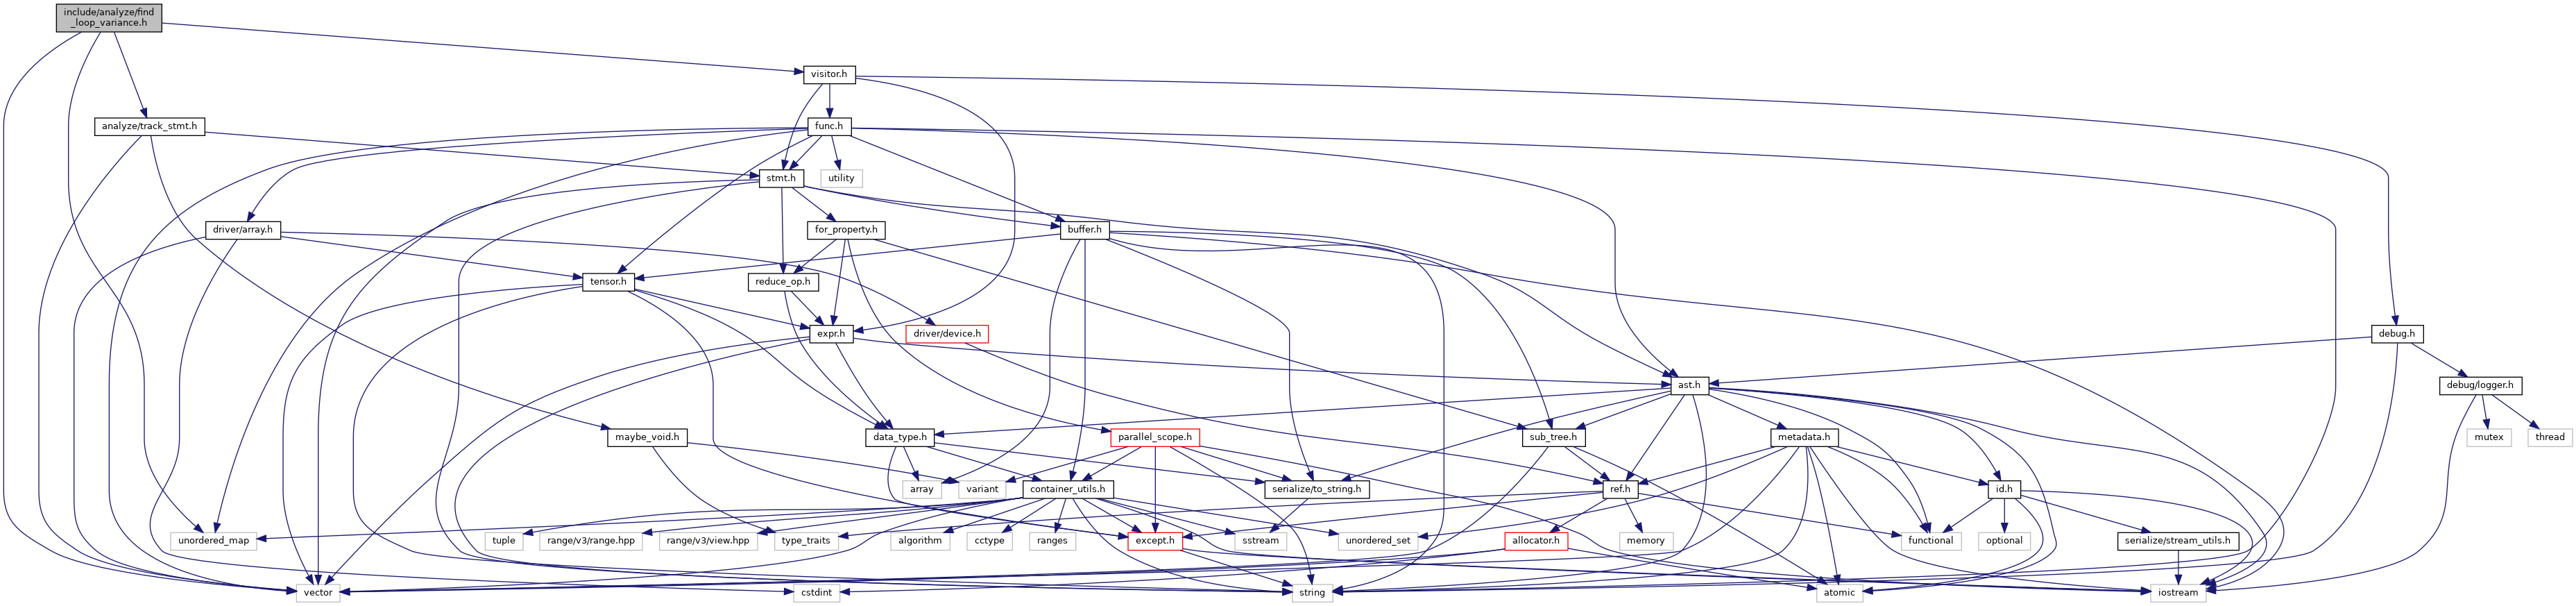 include/analyze/find
_loop_variance.h
visitor.h
analyze/track_stmt.h
func.h
stmt.h
utility
driver/array.h
for_property.h
buffer.h
tensor.h
reduce_op.h
expr.h
driver/device.h
debug.h
ast.h
debug/logger.h
maybe_void.h
data_type.h
parallel_scope.h
sub_tree.h
metadata.h
mutex
thread
array
variant
container_utils.h
serialize/to_string.h
ref.h
id.h
unordered_map
tuple
range/v3/range.hpp
range/v3/view.hpp
type_traits
algorithm
cctype
ranges
except.h
sstream
unordered_set
allocator.h
memory
functional
optional
serialize/stream_utils.h
vector
cstdint
string
atomic
iostream